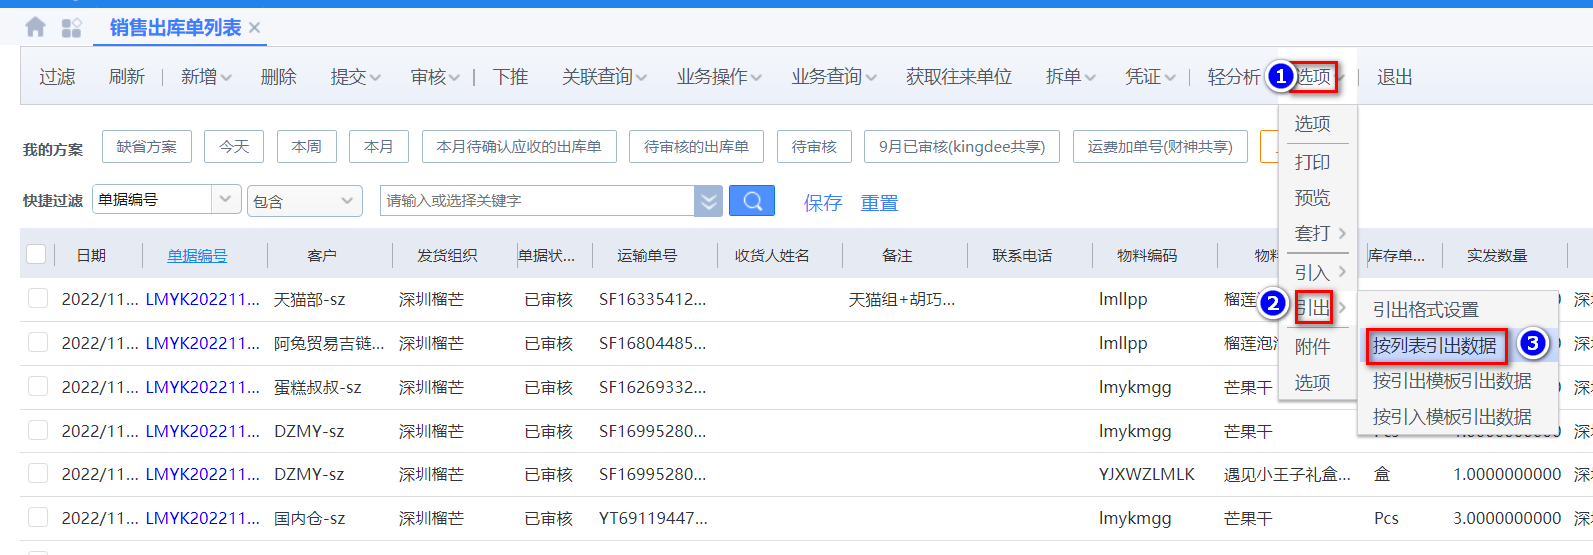 销售出库单列表
过滤 刷新 新增 删除 提交 审核 下推 关联查询 业务操作 业务查询 获取往来单位 拆单 凭证 轻分析 1 选项 退出
选项
打印
预览
套打
引入
2 引出
附件
选项
引出格式设置
按列表引出数据 3
按引出模板引出数据
按引入模板引出数据
我的方案 缺省方案 今天 本周 本月 本月待确认应收的出库单 待审核的出库单 待审核 9月已审核(kingdee共享) 运费加单号(财神共享)
快捷过滤 单据编号 包含 请输入或选择关键字 保存 重置
日期 单据编号 客户 发货组织 单据状... 运输单号 收货人姓名 备注 联系电话 物料编码 物料 库存单... 实发数量
2022/11... LMYK202211... 天猫部-sz 深圳榴芒 已审核 SF16335412... 天猫组+胡巧... lmllpp 榴莲
2022/11... LMYK202211... 阿兔贸易吉链... 深圳榴芒 已审核 SF16804485... lmllpp 榴莲泡
2022/11... LMYK202211... 蛋糕叔叔-sz 深圳榴芒 已审核 SF16269332... lmykmgg 芒果干
2022/11... LMYK202211... DZMY-sz 深圳榴芒 已审核 SF16995280... lmykmgg 芒果干
2022/11... LMYK202211... DZMY-sz 深圳榴芒 已审核 SF16995280... YJXWZLMLK 遇见小王子礼盒... 盒 1.0000000000
2022/11... LMYK202211... 国内仓-sz 深圳榴芒 已审核 YT69119447... lmykmgg 芒果干 Pcs 3.0000000000